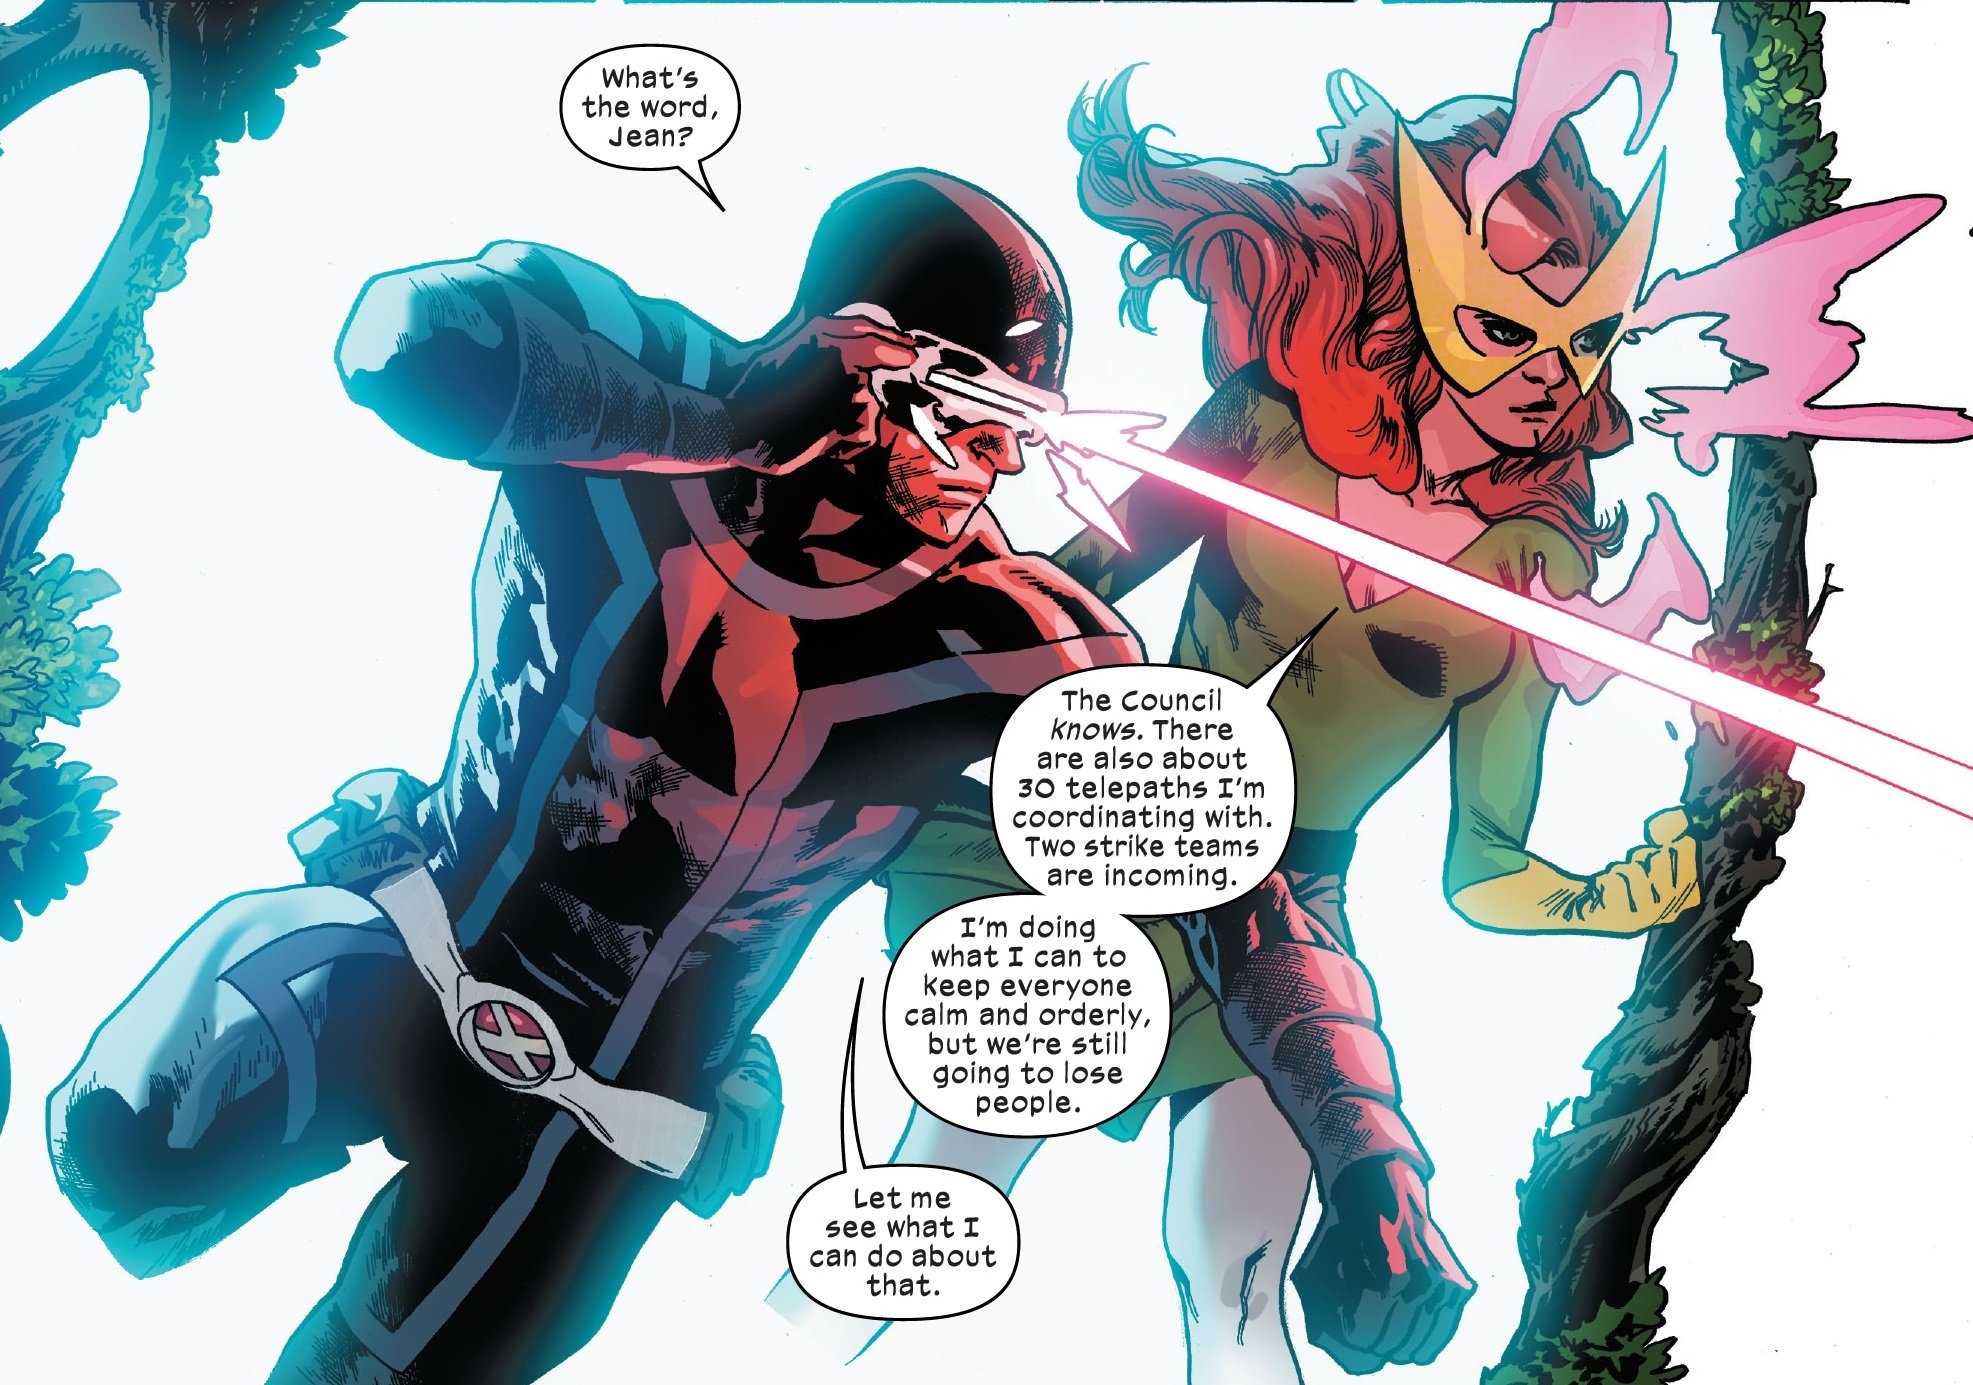 What's
the word,
Jean?
The Council
knows. There
are also about
30 telepaths I'm
coordinating with.
Two strike teams
are incoming.
I'm doing
what I can to
keep everyone
calm and orderly,
but we're still
going to lose
people.
Let me
see what I
can do about
that.